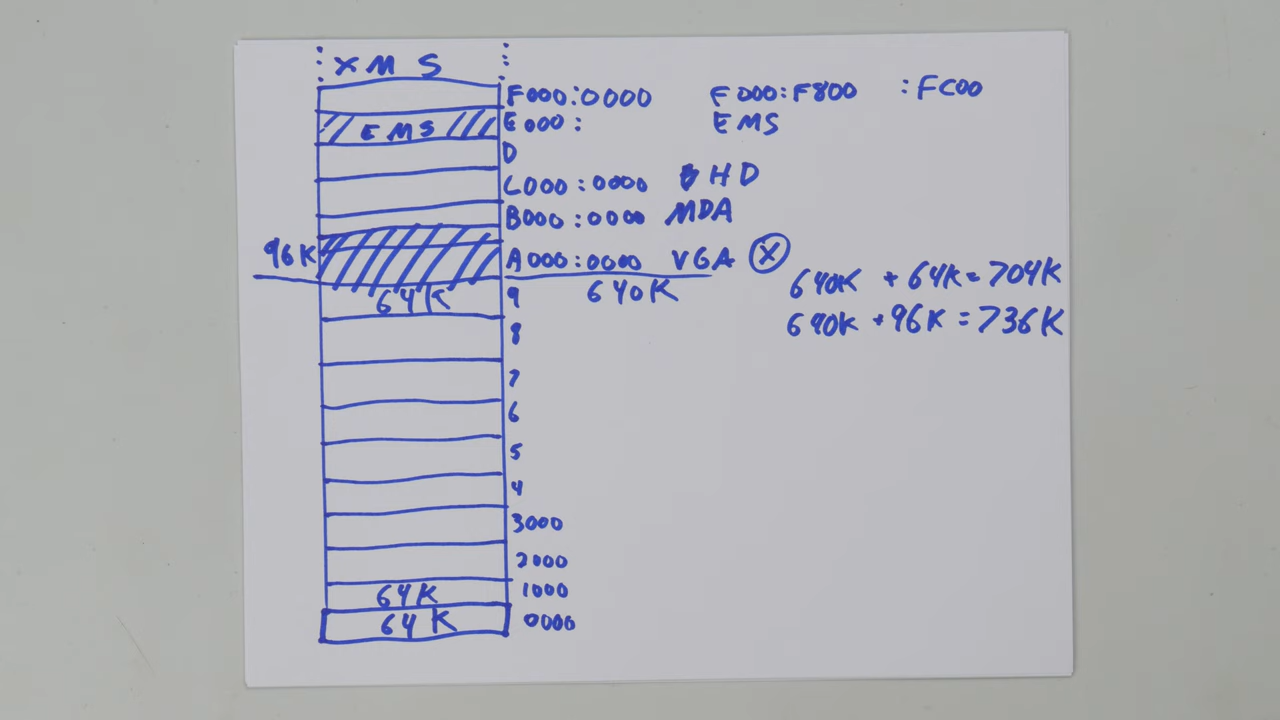 XMS
F000:0000 F000:F800 :FC00
EMS E000: EMS
D
C000:0000 HD
B000:0000 MDA
96K A000:0000 VGA X
640K
640K + 64K = 704K
640K + 96K = 736K
64K 9
8
7
6
5
4
3000
2000
64K 1000
64K 0000